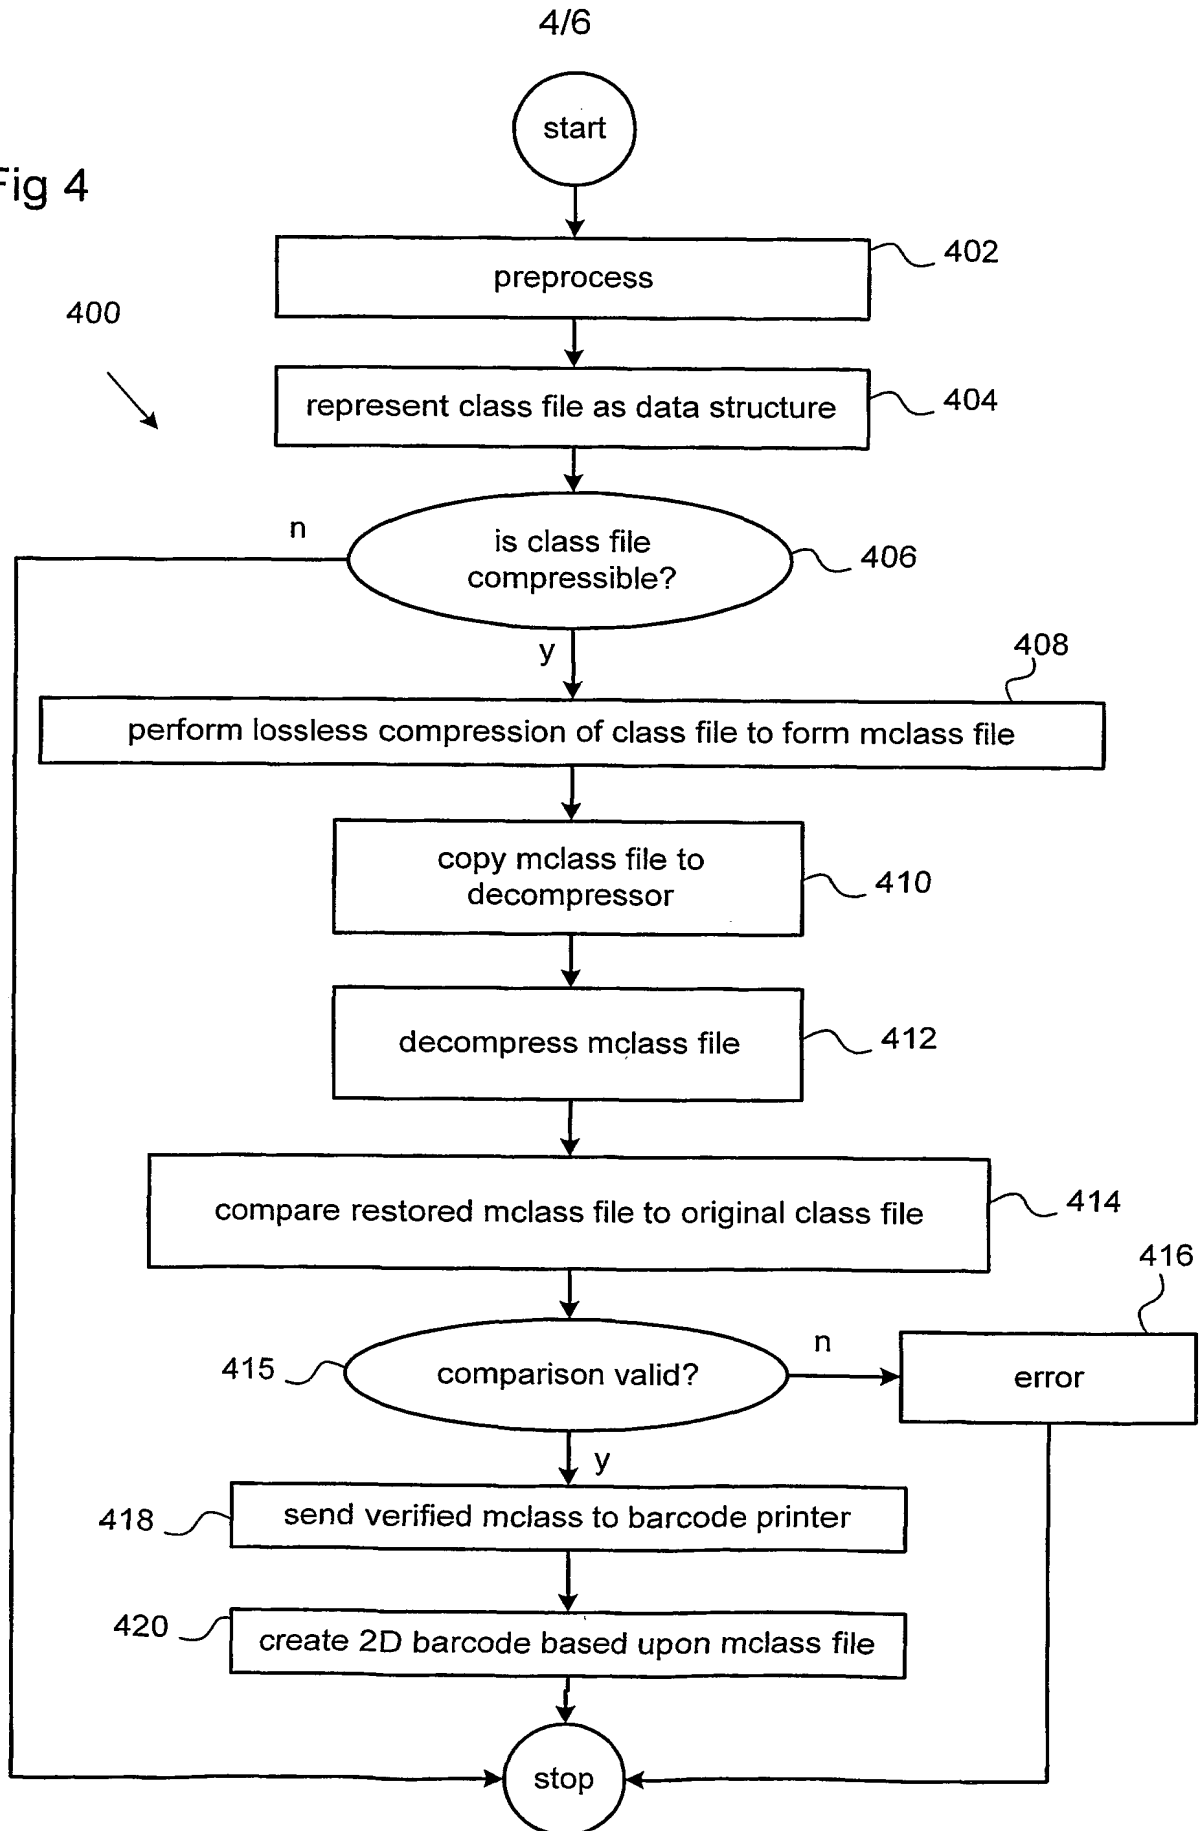 4/6
start
Fig 4
402
preprocess
400
404
represent class file as data structure
n
is class file
compressible?
406
y
408
perform lossless compression of class file to form mclass file
copy mclass file to
decompressor
410
decompress mclass file
412
compare restored mclass file to original class file
414
416
415
comparison valid?
n
error
y
418
send verified mclass to barcode printer
420
create 2D barcode based upon mclass file
stop